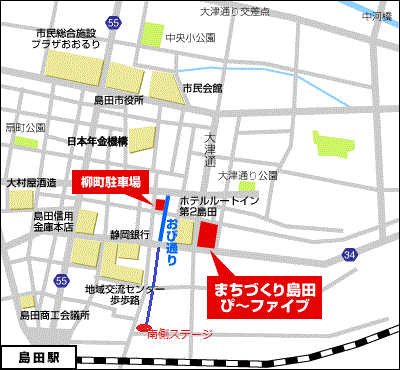 大津通り交差点
中河橋
55
市民総合施設
プラザおおるり
中央小公園
島田市役所
市民会館
扇町公園
日本年金機構
大津通
大村屋酒造
柳町駐車場
大津通り公園
ホテルルートイン
第2島田
島田信用
金庫本店
静岡銀行
おび通り
34
55
地域交流センター
歩歩路
まちづくり島田
ぴ～ファイブ
島田商工会議所
南側ステージ
島田駅